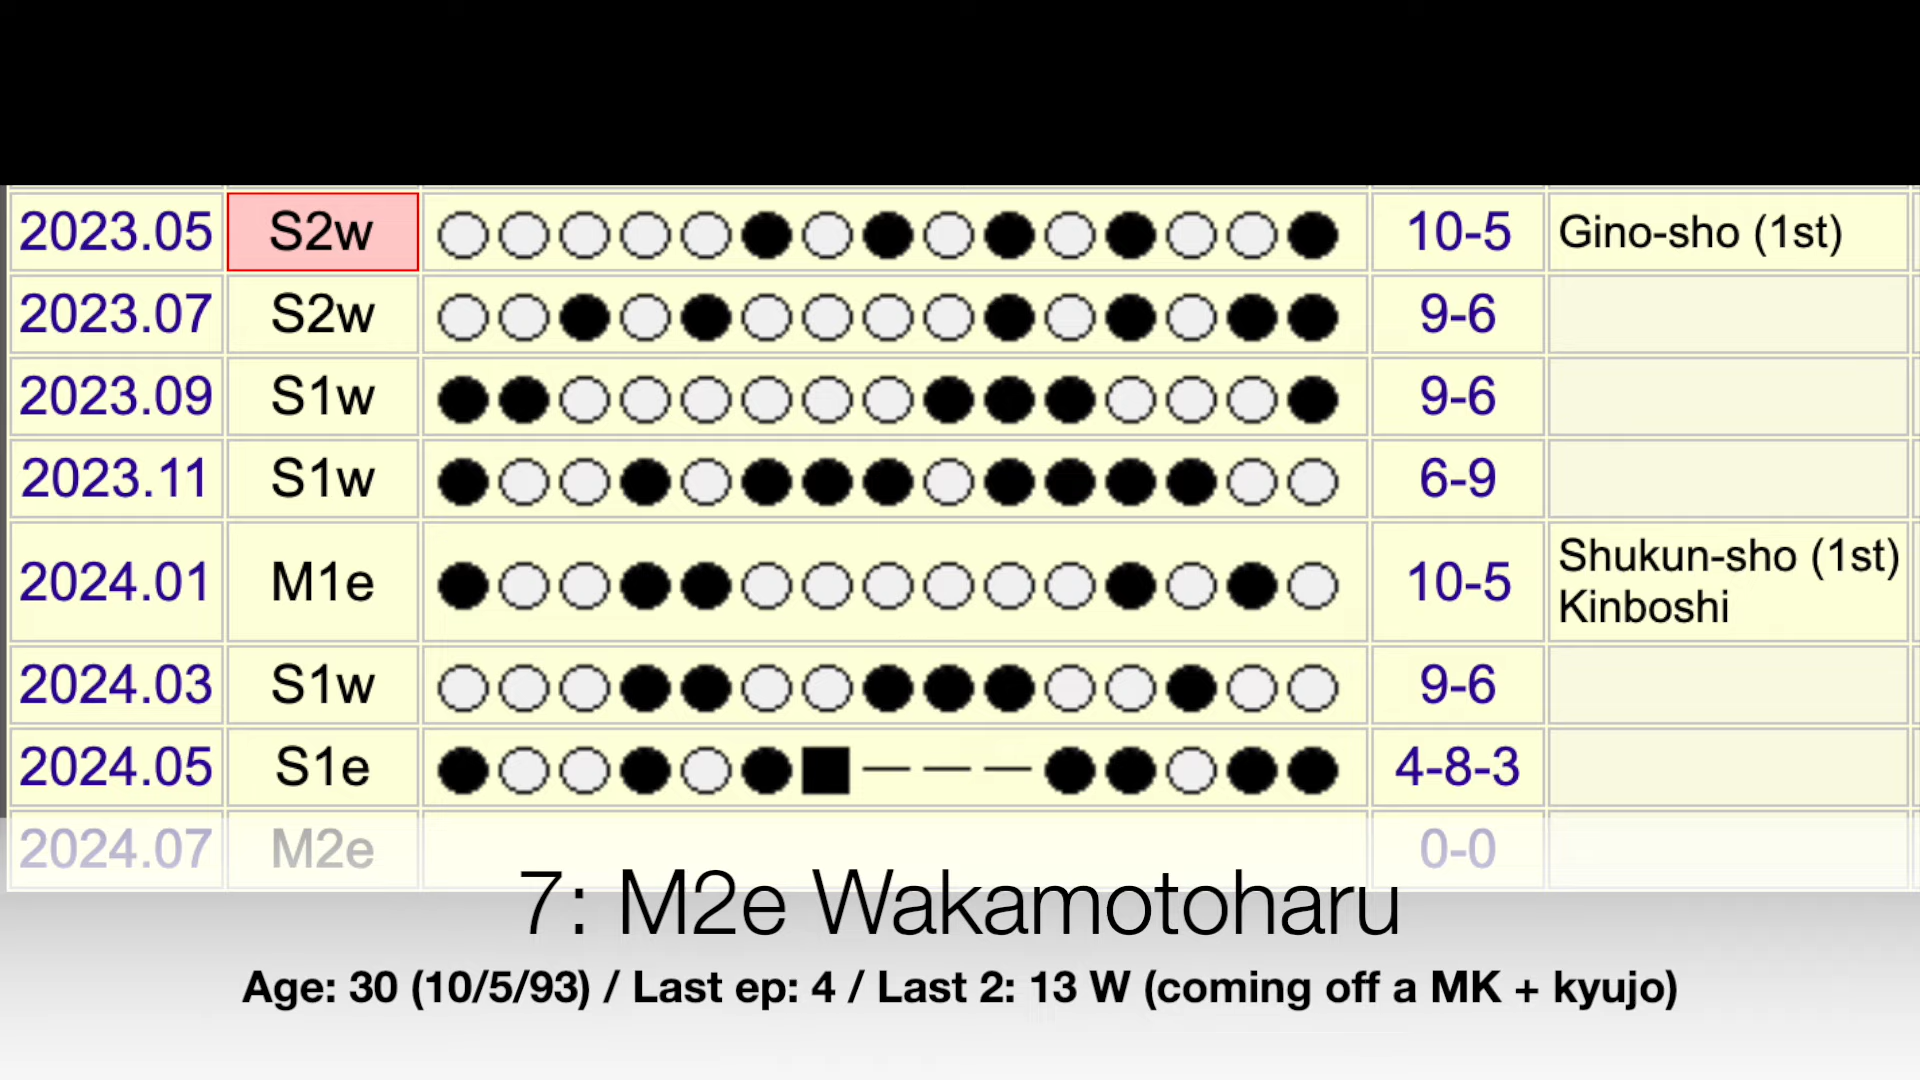 2023.05 S2w 10-5 Gino-sho (1st)
2023.07 S2w 9-6
2023.09 S1w 9-6
2023.11 S1w 6-9
2024.01 M1e 10-5 Shukun-sho (1st)
Kinboshi
2024.03 S1w 9-6
2024.05 S1e 4-8-3
2024.07 M2e 0-0
7: M2e Wakamotoharu
Age: 30 (10/5/93) / Last ep: 4 / Last 2: 13 W (coming off a MK + kyujo)